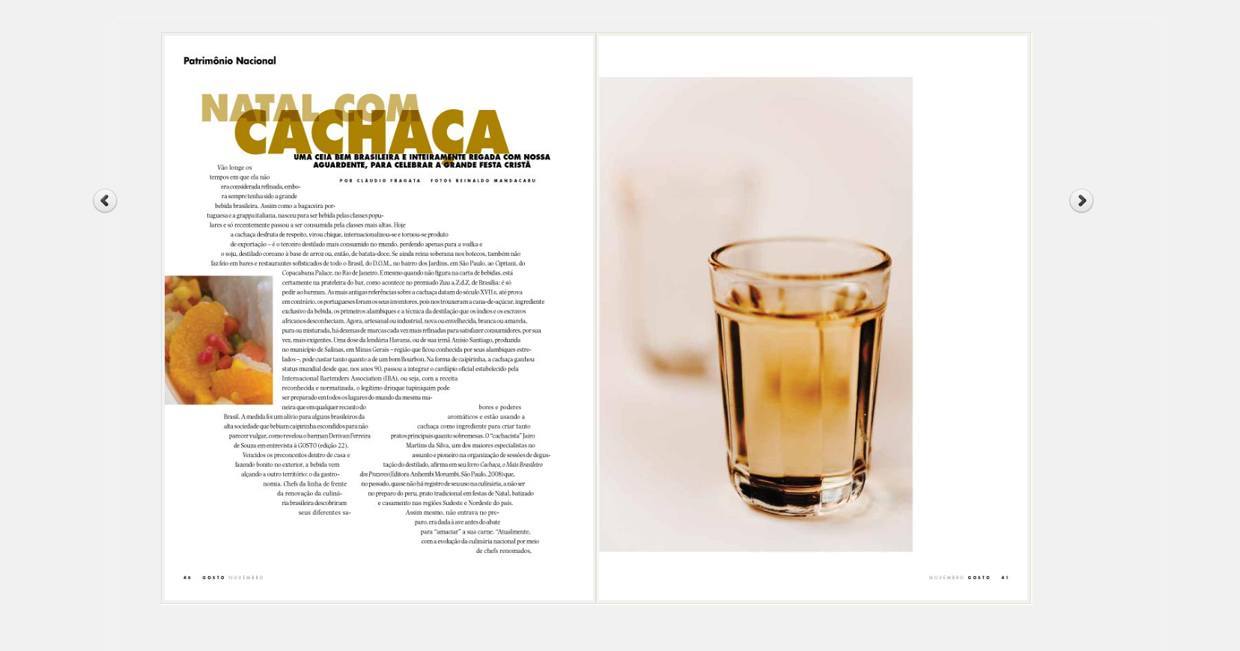 Patrimônio Nacional
NATAL COM
CACHAÇA
UMA CEIA BEM BRASILEIRA E INTEIRAMENTE REGADA COM NOSSA
AGUARDENTE, PARA CELEBRAR A GRANDE FESTA CRISTÃ
POR CLÁUDIO FRAGATA FOTOS REINALDO MANDACARU
Vão longe os
tempos em que ela não
era considerada refinada, embo-
ra sempre tenha sido a grande
bebida brasileira. Assim como a bagaceira por-
tuguesa e a grappa italiana, nasceu para ser bebida pelas classes popu-
lares e só recentemente passou a ser consumida pelas classes mais altas. Hoje
a cachaça desfruta de respeito, virou chique, internacionalizou-se e tornou-se produto
de exportação – é o terceiro destilado mais consumido no mundo, perdendo apenas para a vodka e
o soju, destilado coreano à base de arroz ou, então, de batata-doce. Se ainda reina soberana nos botecos, também não
faz feio em bares e restaurantes sofisticados de todo o Brasil, do D.O.M., no bairro dos Jardins, em São Paulo, ao Cipriani, do
Copacabana Palace, no Rio de Janeiro. E mesmo quando não figura na carta de bebidas, está
certamente na prateleira do bar, como acontece no premiado Zuu a.Z.d.Z, de Brasília: é só
pedir ao barman. As mais antigas referências sobre a cachaça datam do século XVII e, até prova
em contrário, os portugueses foram os seus inventores, pois nos trouxeram a cana-de-açúcar, ingrediente
exclusivo da bebida, os primeiros alambiques e a técnica da destilação que os índios e os escravos
africanos desconheciam. Agora, artesanal ou industrial, nova ou envelhecida, branca ou amarela,
pura ou misturada, há dezenas de marcas cada vez mais refinadas para satisfazer consumidores, por sua
vez, mais exigentes. Uma dose da lendária Havana, ou de sua irmã Anísio Santiago, produzida
no município de Salinas, em Minas Gerais – região que ficou conhecida por seus alambiques estre-
lados –, pode custar tanto quanto a de um bom Bourbon. Na forma de caipirinha, a cachaça ganhou
status mundial desde que, nos anos 90, passou a integrar o cardápio oficial estabelecido pela
Internacional Bartenders Association (IBA), ou seja, com a receita
reconhecida e normatizada, o legítimo drinque tupiniquim pode
ser preparado em todos os lugares do mundo da mesma ma-
neira que em qualquer recanto do
Brasil. A medida foi um alívio para alguns brasileiros da
alta sociedade que bebiam caipirinha escondidos para não
parecer vulgar, como revelou o barman Derivan Ferreira
de Souza em entrevista à GOSTO (edição 22).
Vencidos os preconceitos dentro de casa e
fazendo bonito no exterior, a bebida vem
alçando a outro território: o da gastro-
nomia. Chefs da linha de frente
da renovação da culiná-
ria brasileira descobriram
seus diferentes sa-
bores e poderes
aromáticos e estão usando a
cachaça como ingrediente para criar tanto
pratos principais quanto sobremesas. O "cachacista" Jairo
Martins da Silva, um dos maiores especialistas no
assunto e pioneiro na organização de sessões de degus-
tação do destilado, afirma em seu livro Cachaça, o Mais Brasileiro
dos Prazeres (Editora Anhembi Morumbi, São Paulo, 2008) que,
no passado, quase não há registro de seu uso na culinária, a não ser
no preparo do peru, prato tradicional em festas de Natal, batizado
e casamento nas regiões Sudeste e Nordeste do país.
Assim mesmo, não entrava no pre-
paro, era dada à ave antes do abate
para "amaciar" a sua carne. "Atualmente,
com a evolução da culinária nacional por meio
de chefs renomados,
GOSTO NOVEMBRO
NOVEMBRO GOSTO 41